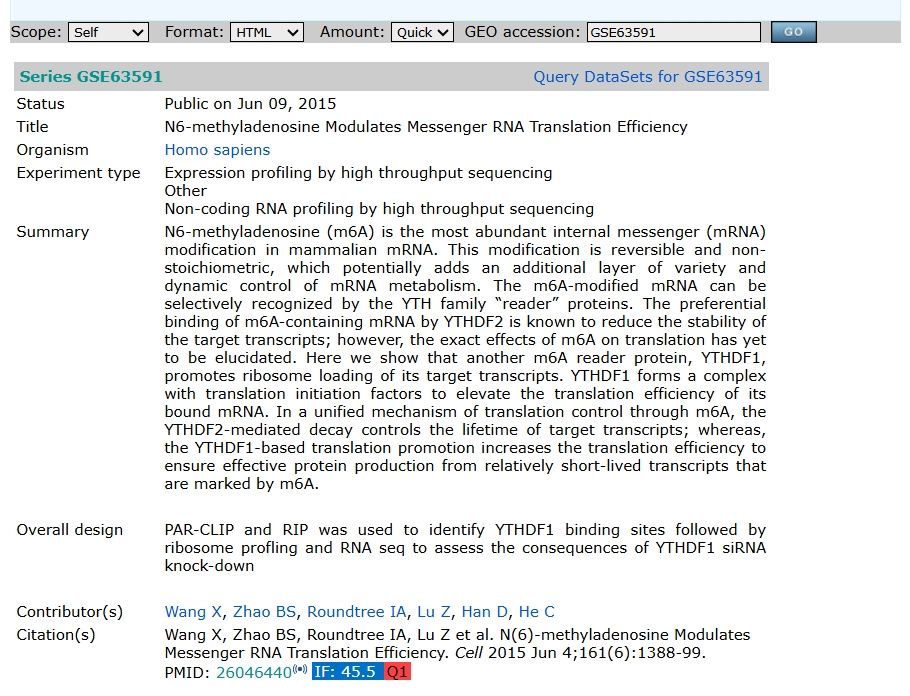 Scope: Self Format: HTML Amount: Quick GEO accession: GSE63591 GO
Series GSE63591 Query DataSets for GSE63591
Status Public on Jun 09, 2015
Title N6-methyladenosine Modulates Messenger RNA Translation Efficiency
Organism Homo sapiens
Experiment type Expression profiling by high throughput sequencing
Other
Non-coding RNA profiling by high throughput sequencing
Summary N6-methyladenosine (m6A) is the most abundant internal messenger (mRNA)
modification in mammalian mRNA. This modification is reversible and non-
stoichiometric, which potentially adds an additional layer of variety and
dynamic control of mRNA metabolism. The m6A-modified mRNA can be
selectively recognized by the YTH family “reader” proteins. The preferential
binding of m6A-containing mRNA by YTHDF2 is known to reduce the stability of
the target transcripts; however, the exact effects of m6A on translation has yet
to be elucidated. Here we show that another m6A reader protein, YTHDF1,
promotes ribosome loading of its target transcripts. YTHDF1 forms a complex
with translation initiation factors to elevate the translation efficiency of its
bound mRNA. In a unified mechanism of translation control through m6A, the
YTHDF2-mediated decay controls the lifetime of target transcripts; whereas,
the YTHDF1-based translation promotion increases the translation efficiency to
ensure effective protein production from relatively short-lived transcripts that
are marked by m6A.
Overall design PAR-CLIP and RIP was used to identify YTHDF1 binding sites followed by
ribosome profling and RNA seq to assess the consequences of YTHDF1 siRNA
knock-down
Contributor(s) Wang X, Zhao BS, Roundtree IA, Lu Z, Han D, He C
Citation(s) Wang X, Zhao BS, Roundtree IA, Lu Z et al. N(6)-methyladenosine Modulates
Messenger RNA Translation Efficiency. Cell 2015 Jun 4;161(6):1388-99.
PMID: 26046440 IF: 45.5 Q1